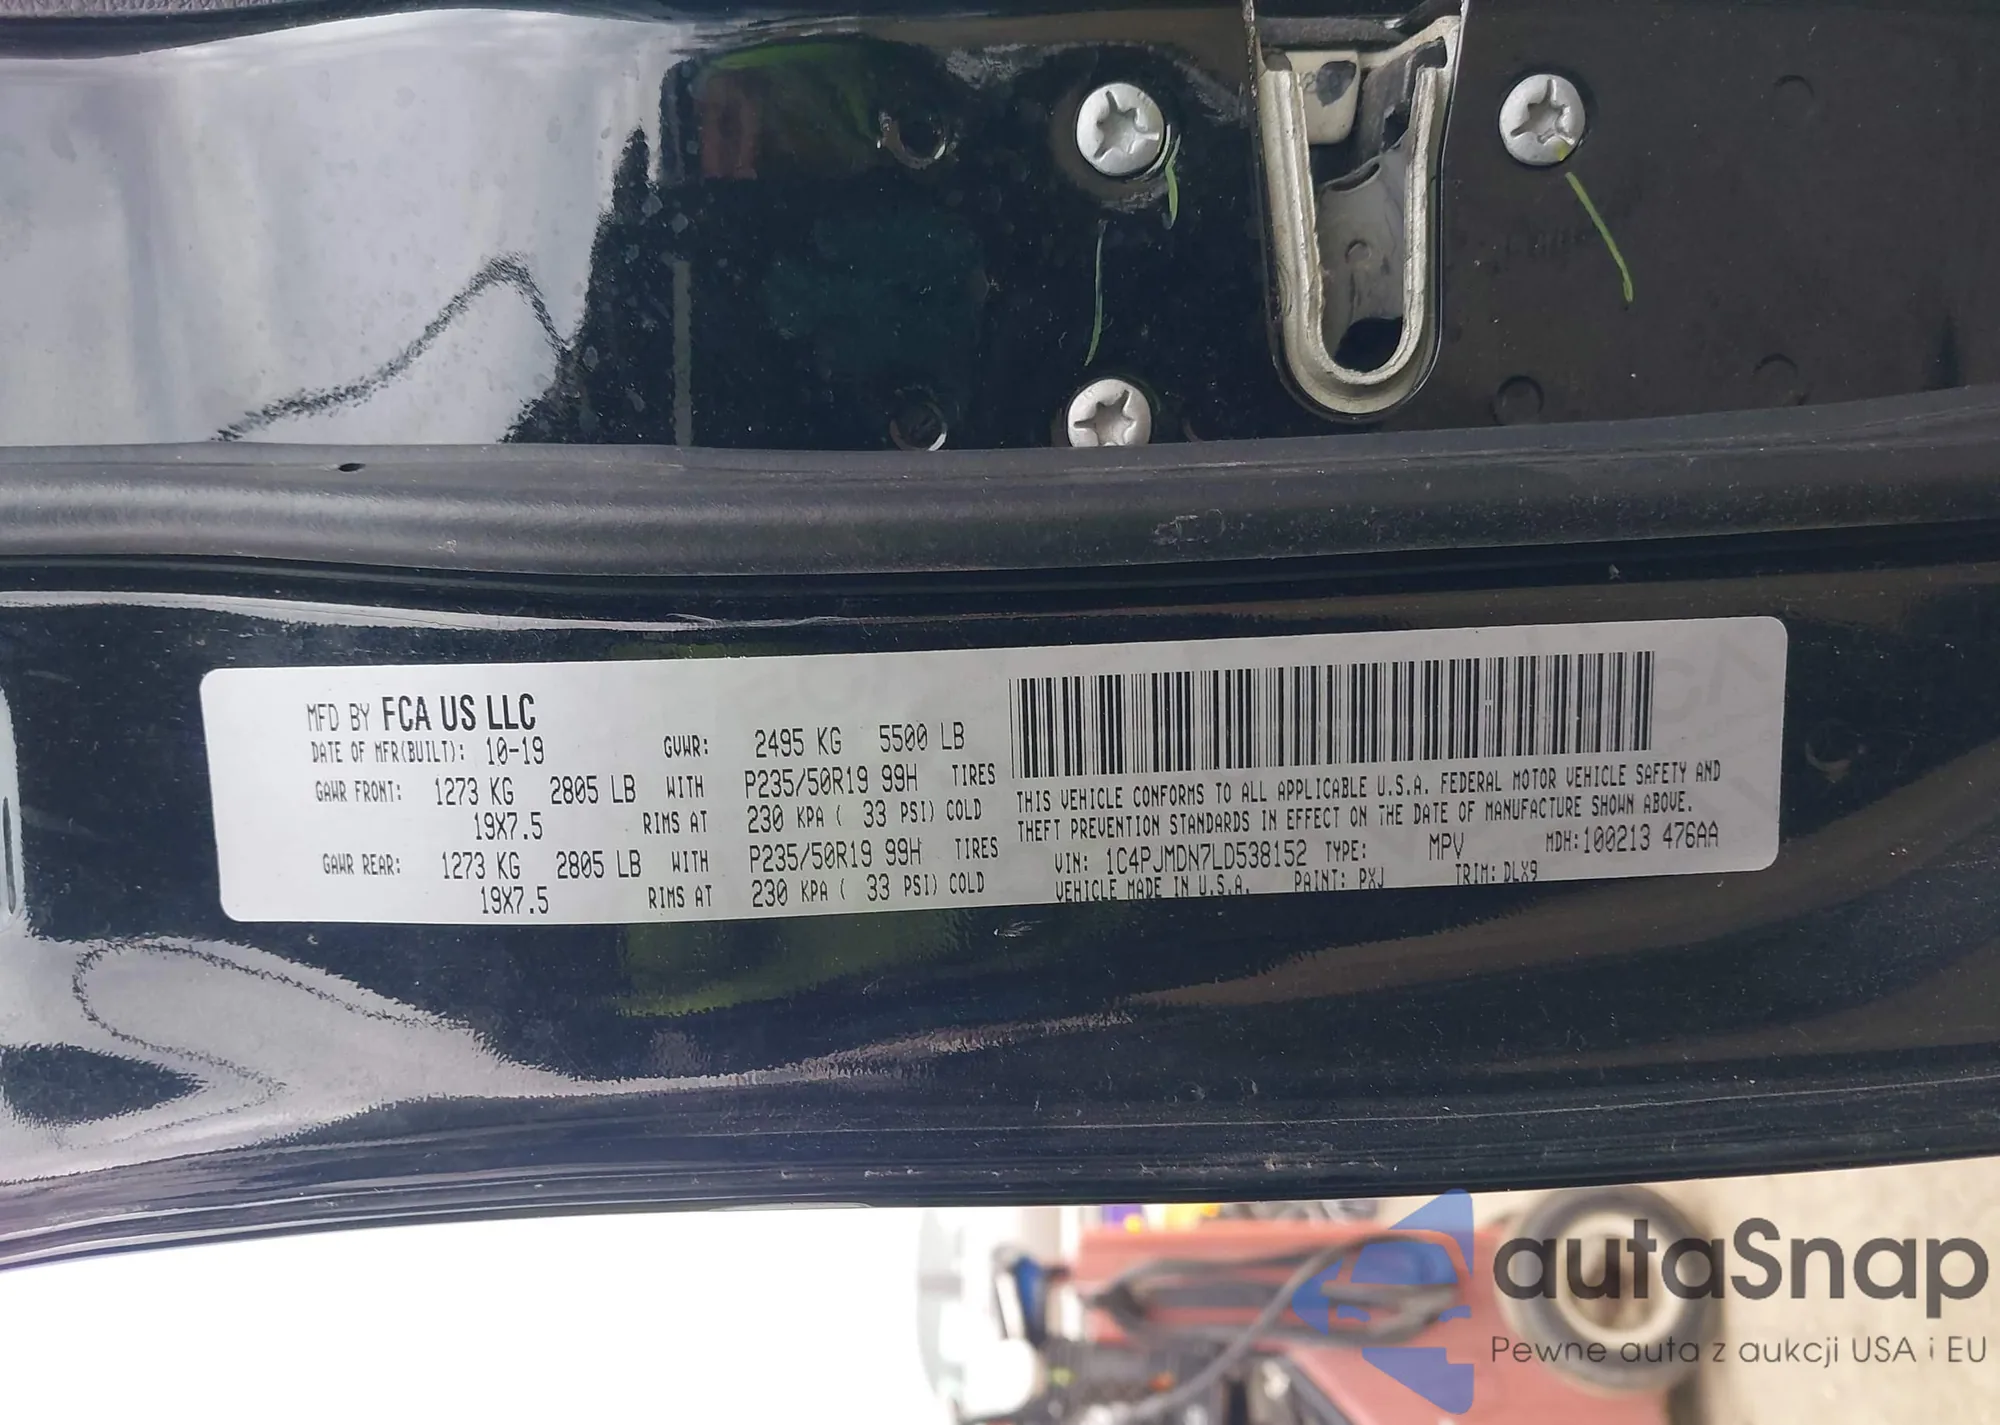 MFD BY FCA US LLC
DATE OF MFR(BUILT): 10-19 GVWR: 2495 KG 5500 LB
GAWR FRONT: 1273 KG 2805 LB WITH P235/50R19 99H TIRES
19X7.5 RIMS AT 230 KPA ( 33 PSI) COLD
GAWR REAR: 1273 KG 2805 LB WITH P235/50R19 99H TIRES
19X7.5 RIMS AT 230 KPA ( 33 PSI) COLD
THIS VEHICLE CONFORMS TO ALL APPLICABLE U.S.A. FEDERAL MOTOR VEHICLE SAFETY AND
THEFT PREVENTION STANDARDS IN EFFECT ON THE DATE OF MANUFACTURE SHOWN ABOVE.
VIN: 1C4PJMDN7LD538152 TYPE: MPV MDH:100213 476AA
VEHICLE MADE IN U.S.A. PAINT: PXJ TRIM: DLX9
autaSnap
Pewne auta z aukcji USA i EU